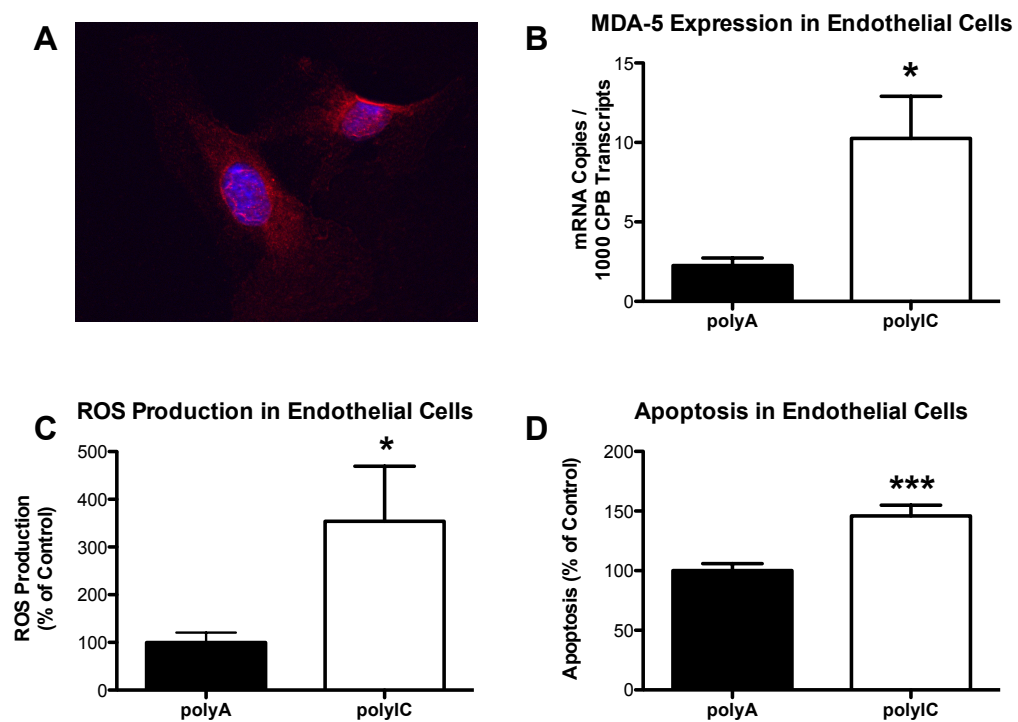 A
B
MDA-5 Expression in Endothelial Cells
mRNA Copies /
1000 CPB Transcripts
15
10
5
0
*
polyA
polyIC
C
ROS Production in Endothelial Cells
ROS Production
(% of Control)
500
400
300
200
100
0
*
polyA
polyIC
D
Apoptosis in Endothelial Cells
Apoptosis (% of Control)
200
150
100
50
0
***
polyA
polyIC